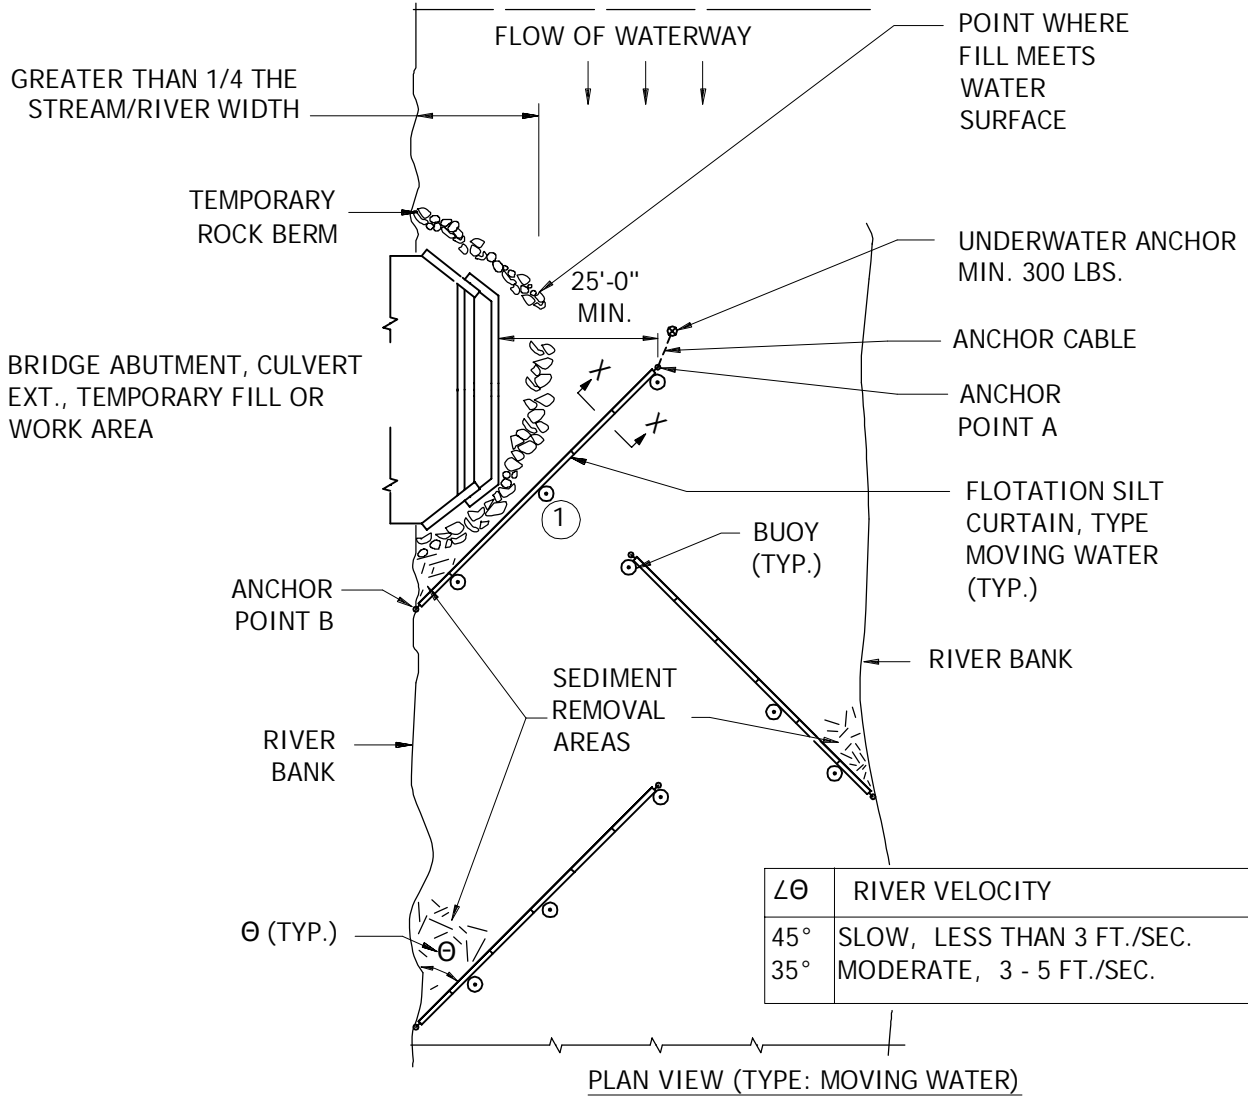 FLOW OF WATERWAY
POINT WHERE
FILL MEETS
WATER
SURFACE
GREATER THAN 1/4 THE
STREAM/RIVER WIDTH
TEMPORARY
ROCK BERM
25'-0"
MIN.
UNDERWATER ANCHOR
MIN. 300 LBS.
ANCHOR CABLE
BRIDGE ABUTMENT, CULVERT
EXT., TEMPORARY FILL OR
WORK AREA
X
X
ANCHOR
POINT A
FLOTATION SILT
CURTAIN, TYPE
MOVING WATER
(TYP.)
1
BUOY
(TYP.)
ANCHOR
POINT B
RIVER BANK
SEDIMENT
REMOVAL
AREAS
RIVER
BANK
Θ (TYP.)
Θ
∠Θ RIVER VELOCITY
45° SLOW, LESS THAN 3 FT./SEC.
35° MODERATE, 3 - 5 FT./SEC.
PLAN VIEW (TYPE: MOVING WATER)